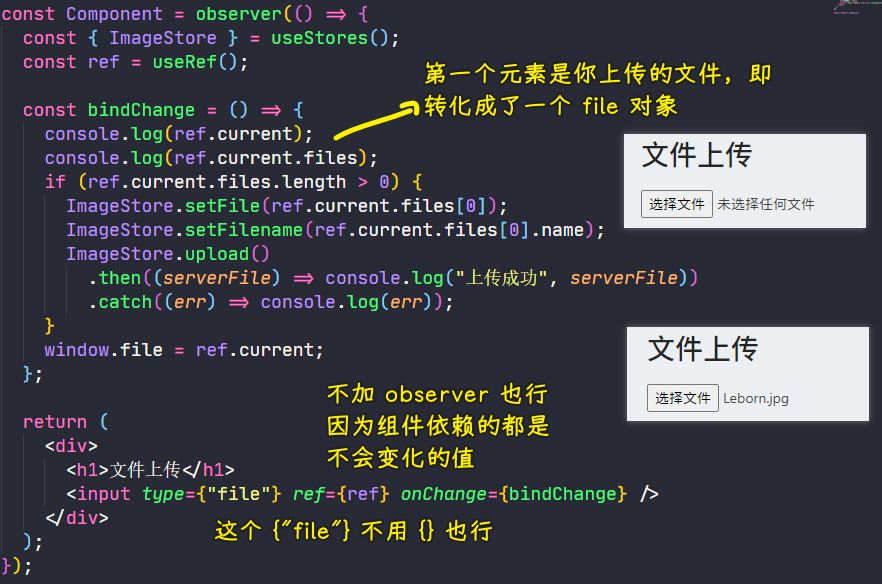 const Component = observer(() => {
const { ImageStore } = useStores();
const ref = useRef();
第一个元素是你上传的文件，即
转化成了一个 file 对象
const bindChange = () => {
console.log(ref.current);
console.log(ref.current.files);
if (ref.current.files.length > 0) {
ImageStore.setFile(ref.current.files[0]);
ImageStore.setFilename(ref.current.files[0].name);
ImageStore.upload()
.then((serverFile) => console.log("上传成功", serverFile))
.catch((err) => console.log(err));
}
window.file = ref.current;
};
文件上传
选择文件 未选择任何文件
文件上传
选择文件 Leborn.jpg
不加 observer 也行
因为组件依赖的都是
不会变化的值
return (
<div>
<h1>文件上传</h1>
<input type={"file"} ref={ref} onChange={bindChange} />
</div>
这个 {"file"} 不用 {} 也行
);
});